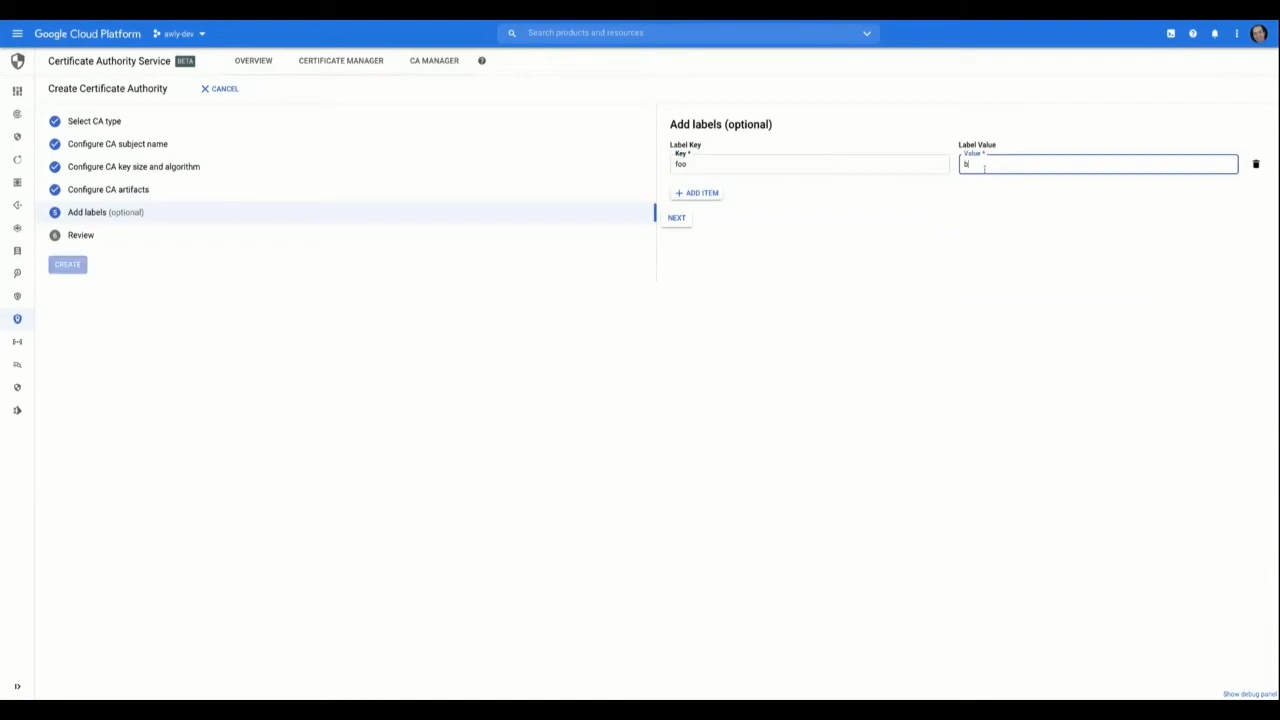 Google Cloud Platform awly-dev Search products and resources
Certificate Authority Service BETA OVERVIEW CERTIFICATE MANAGER CA MANAGER
Create Certificate Authority CANCEL
Select CA type
Configure CA subject name
Configure CA key size and algorithm
Configure CA artifacts
5 Add labels (optional)
6 Review
CREATE
Add labels (optional)
Label Key Label Value
Key * Value *
foo b
+ ADD ITEM
NEXT
Show debug panel